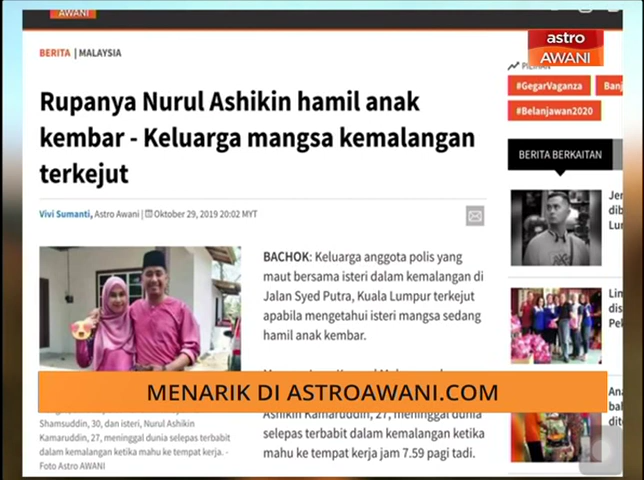 AWANI
astro
AWANI
BERITA | MALAYSIA
PILIHAN
#GegarVaganza
#Belanjawan2020
Rupanya Nurul Ashikin hamil anak
kembar - Keluarga mangsa kemalangan
terkejut
BERITA BERKAITAN
Vivi Sumanti, Astro Awani | Oktober 29, 2019 20:02 MYT
BACHOK: Keluarga anggota polis yang
maut bersama isteri dalam kemalangan di
Jalan Syed Putra, Kuala Lumpur terkejut
apabila mengetahui isteri mangsa sedang
hamil anak kembar.
MENARIK DI ASTROAWANI.COM
Ashikin Kamaruddin, 27, meninggal dunia
selepas terbabit dalam kemalangan ketika
mahu ke tempat kerja jam 7.59 pagi tadi.
Shamsuddin, 30, dan isteri, Nurul Ashikin
Kamaruddin, 27, meninggal dunia selepas terbabit
dalam kemalangan ketika mahu ke tempat kerja. -
Foto Astro AWANI